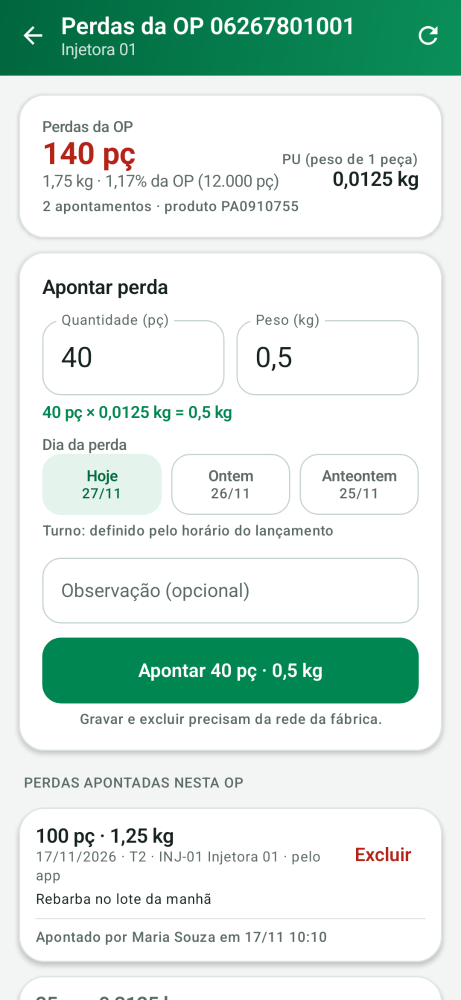 Perdas da OP 06267801001
Injetora 01
Perdas da OP
140 pç
PU (peso de 1 peça)
1,75 kg · 1,17% da OP (12.000 pç)
0,0125 kg
2 apontamentos · produto PA0910755
Apontar perda
Quantidade (pç)
Peso (kg)
40
0,5
40 pç × 0,0125 kg = 0,5 kg
Dia da perda
Hoje
27/11
Ontem
26/11
Anteontem
25/11
Turno: definido pelo horário do lançamento
Observação (opcional)
Apontar 40 pç · 0,5 kg
Gravar e excluir precisam da rede da fábrica.
PERDAS APONTADAS NESTA OP
100 pç · 1,25 kg
17/11/2026 · T2 · INJ-01 Injetora 01 · pelo
app
Excluir
Rebarba no lote da manhã
Apontado por Maria Souza em 17/11 10:10